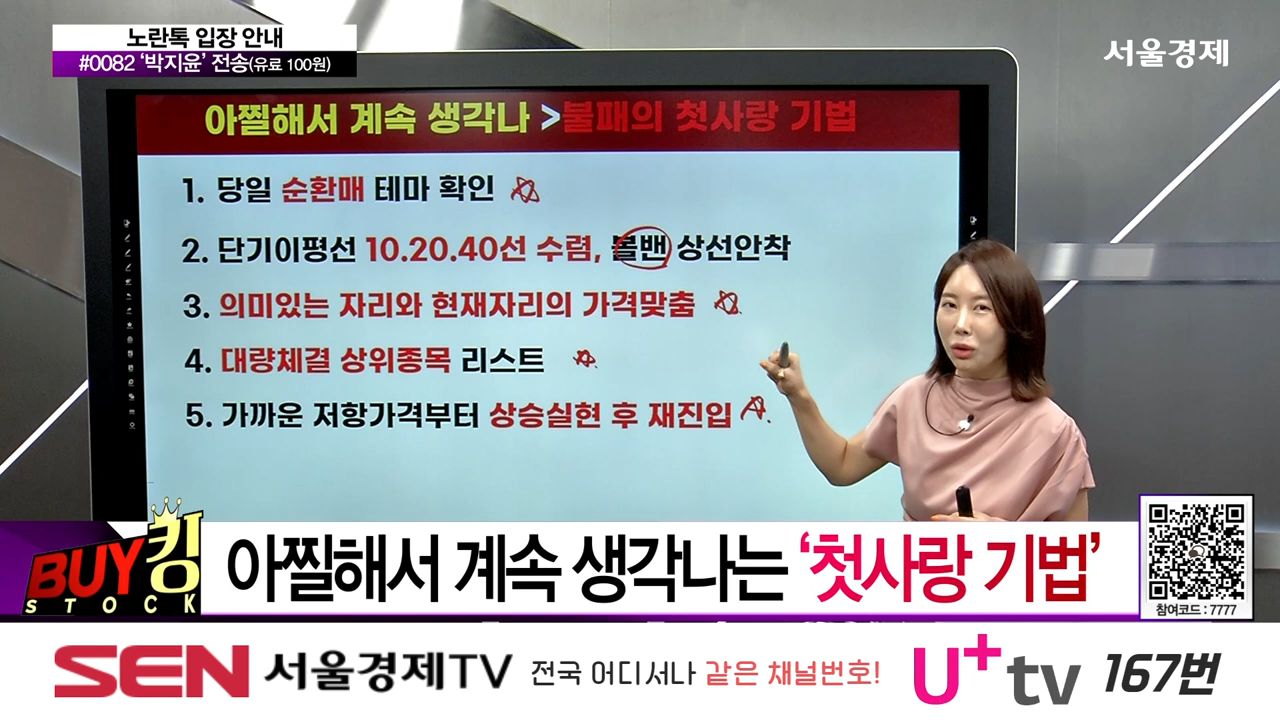 노란톡 입장 안내
#0082 ‘박지윤’ 전송(유료 100원)
서울경제
아찔해서 계속 생각나 >불패의 첫사랑 기법
1. 당일 순환매 테마 확인
2. 단기이평선 10.20.40선 수렴, 볼밴 상선안착
3. 의미있는 자리와 현재자리의 가격맞춤
4. 대량체결 상위종목 리스트
5. 가까운 저항가격부터 상승실현 후 재진입
BUY킹
STOCK
아찔해서 계속 생각나는 ‘첫사랑 기법’
참여코드 : 7777
SEN 서울경제TV 전국 어디서나 같은 채널번호! U+tv 167번